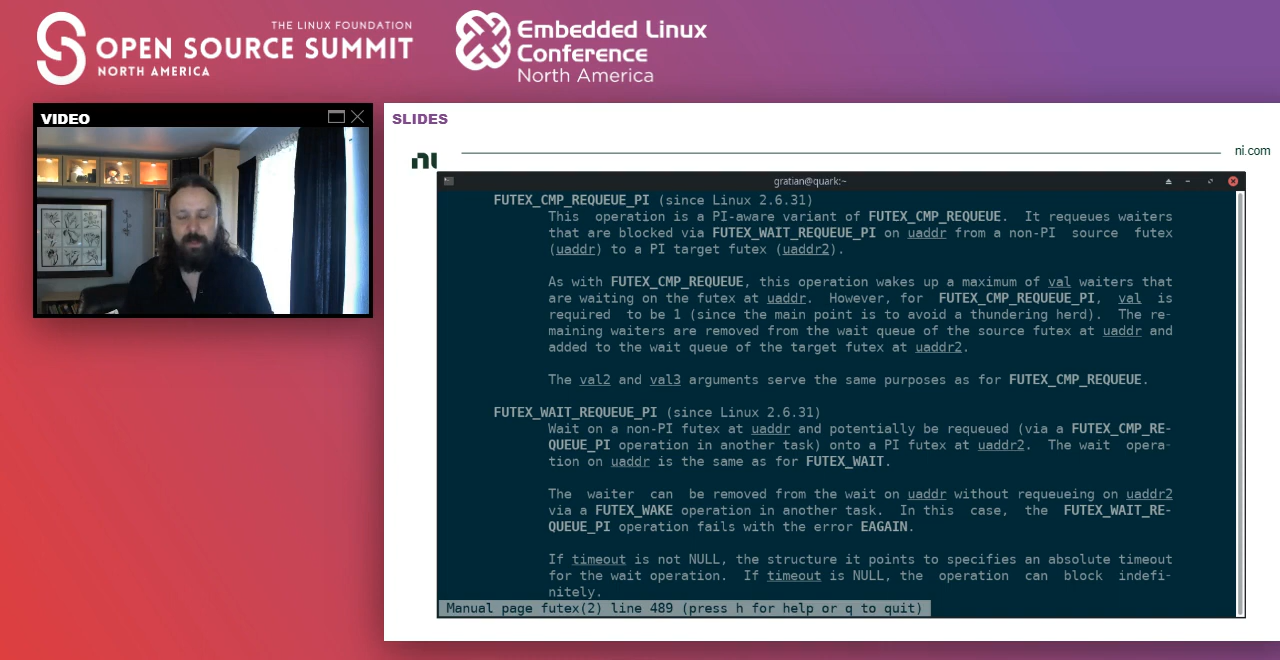 THE LINUX FOUNDATION
OPEN SOURCE SUMMIT
NORTH AMERICA
Embedded Linux
Conference
North America
VIDEO
SLIDES
ni
ni.com
gratian@quark:~
FUTEX_CMP_REQUEUE_PI (since Linux 2.6.31)
This operation is a PI-aware variant of FUTEX_CMP_REQUEUE. It requeues waiters
that are blocked via FUTEX_WAIT_REQUEUE_PI on uaddr from a non-PI source futex
(uaddr) to a PI target futex (uaddr2).
As with FUTEX_CMP_REQUEUE, this operation wakes up a maximum of val waiters that
are waiting on the futex at uaddr. However, for FUTEX_CMP_REQUEUE_PI, val is
required to be 1 (since the main point is to avoid a thundering herd). The re-
maining waiters are removed from the wait queue of the source futex at uaddr and
added to the wait queue of the target futex at uaddr2.
The val2 and val3 arguments serve the same purposes as for FUTEX_CMP_REQUEUE.
FUTEX_WAIT_REQUEUE_PI (since Linux 2.6.31)
Wait on a non-PI futex at uaddr and potentially be requeued (via a FUTEX_CMP_RE-
QUEUE_PI operation in another task) onto a PI futex at uaddr2. The wait opera-
tion on uaddr is the same as for FUTEX_WAIT.
The waiter can be removed from the wait on uaddr without requeueing on uaddr2
via a FUTEX_WAKE operation in another task. In this case, the FUTEX_WAIT_RE-
QUEUE_PI operation fails with the error EAGAIN.
If timeout is not NULL, the structure it points to specifies an absolute timeout
for the wait operation. If timeout is NULL, the operation can block indefi-
nitely.
Manual page futex(2) line 489 (press h for help or q to quit)